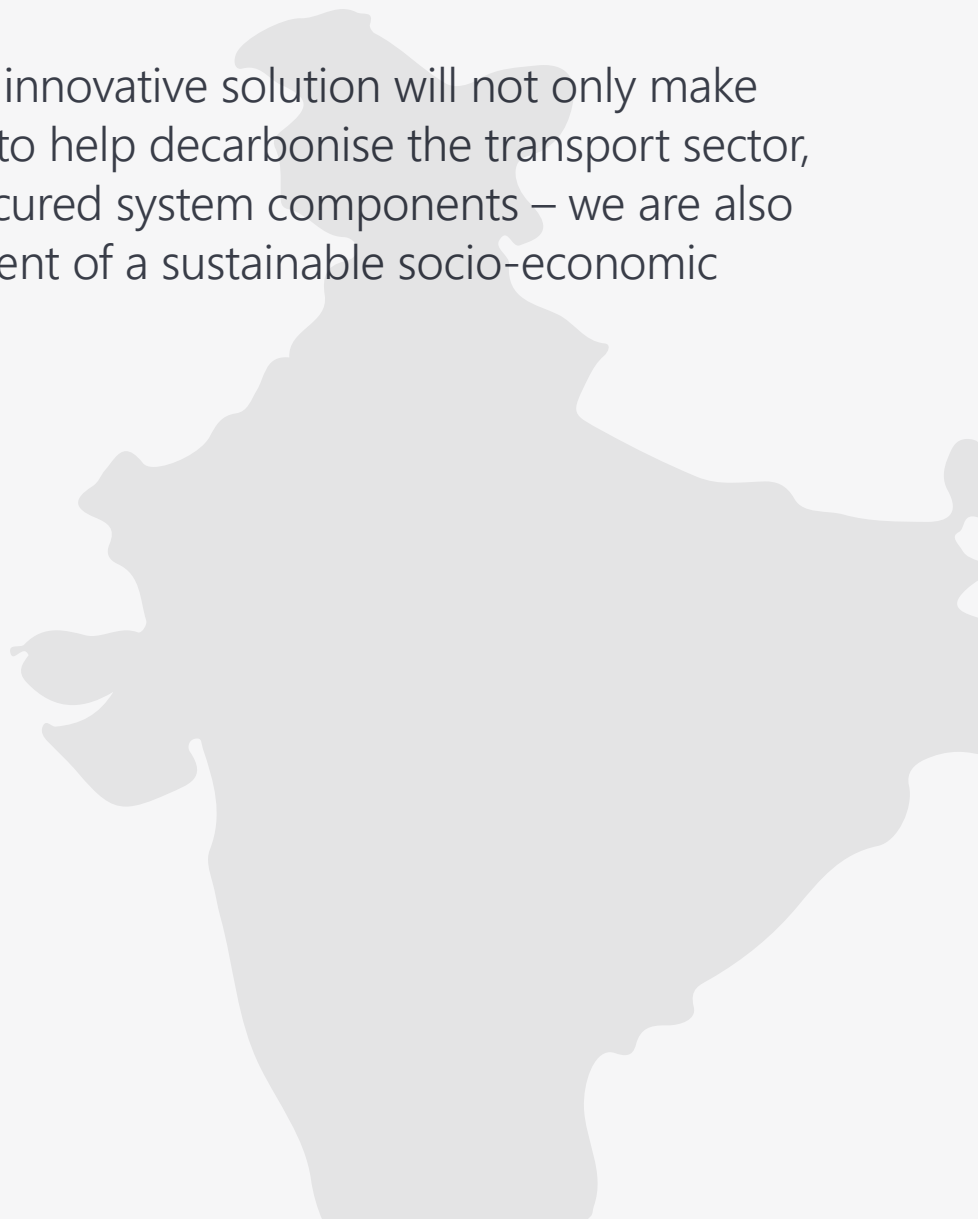 innovative solution will not only make
to help decarbonise the transport sector,
cured system components – we are also
ent of a sustainable socio-economic